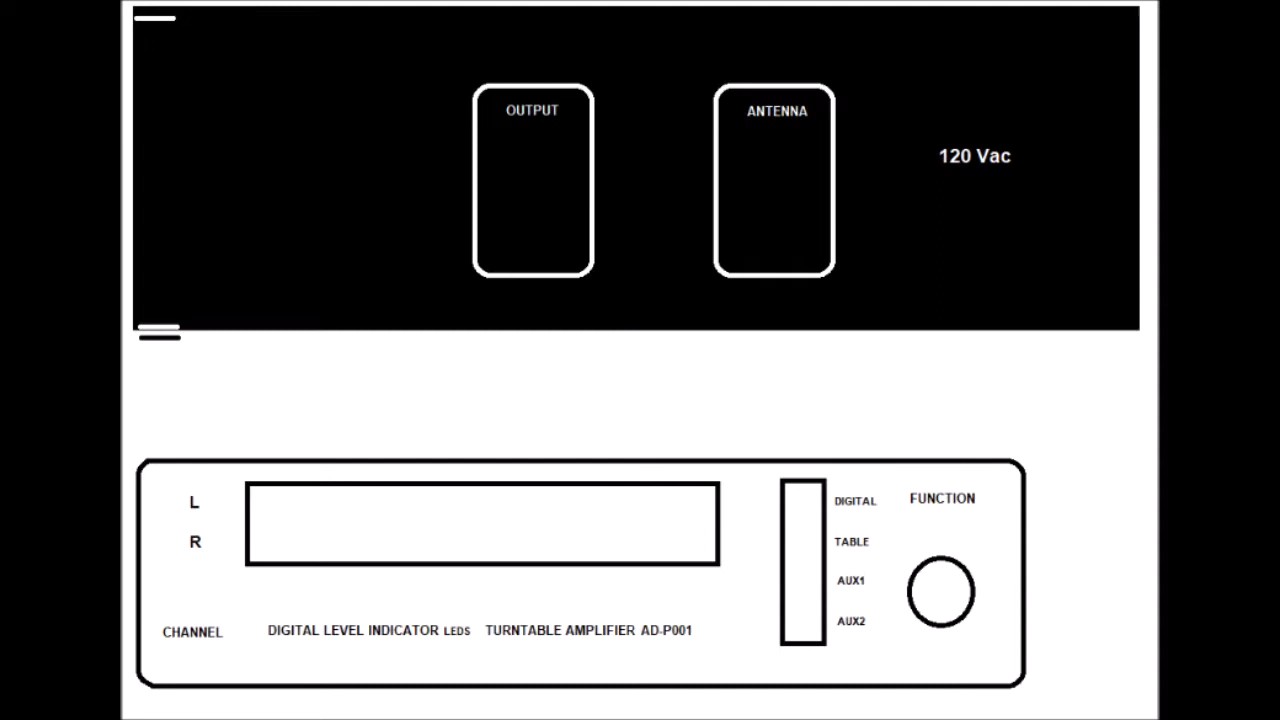 OUTPUT
ANTENNA
120 Vac
L
R
CHANNEL
DIGITAL LEVEL INDICATOR LEDS TURNTABLE AMPLIFIER AD-P001
DIGITAL
TABLE
AUX1
AUX2
FUNCTION